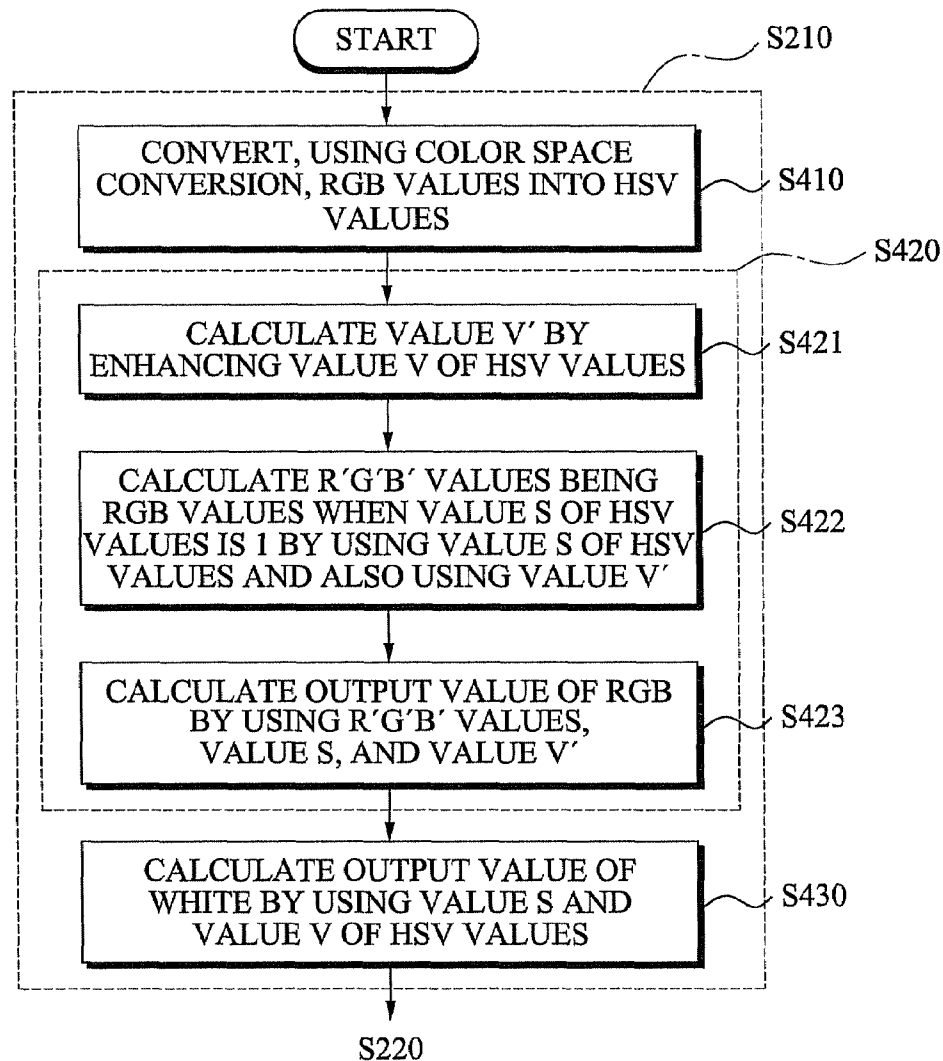 START
S210
CONVERT, USING COLOR SPACE
CONVERSION, RGB VALUES INTO HSV
VALUES
S410
S420
CALCULATE VALUE V´ BY
ENHANCING VALUE V OF HSV VALUES
S421
CALCULATE R´G´B´ VALUES BEING
RGB VALUES WHEN VALUE S OF HSV
VALUES IS 1 BY USING VALUE S OF HSV
VALUES AND ALSO USING VALUE V´
S422
CALCULATE OUTPUT VALUE OF RGB
BY USING R´G´B´ VALUES,
VALUE S, AND VALUE V´
S423
CALCULATE OUTPUT VALUE OF
WHITE BY USING VALUE S AND
VALUE V OF HSV VALUES
S430
S220